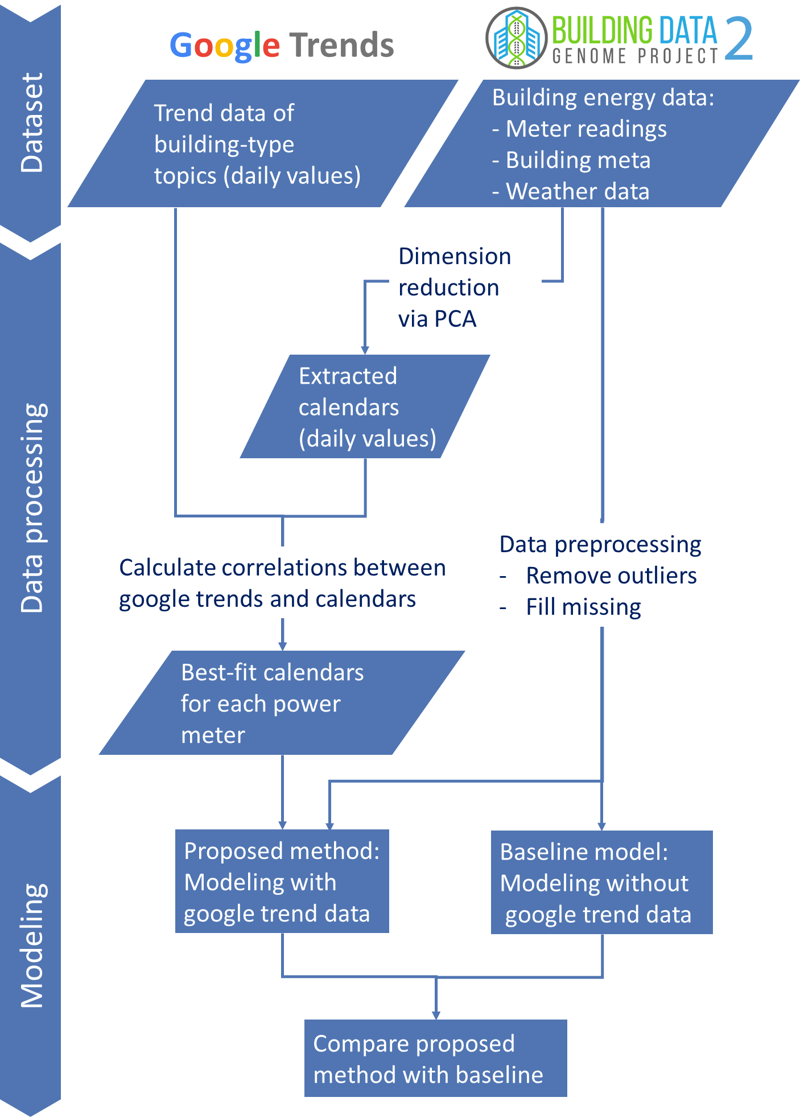 Dataset
Google Trends
BUILDING DATA
GENOME PROJECT 2
Trend data of
building-type
topics (daily values)
Building energy data:
- Meter readings
- Building meta
- Weather data
Data processing
Dimension
reduction
via PCA
Extracted
calendars
(daily values)
Calculate correlations between
google trends and calendars
Data preprocessing
- Remove outliers
- Fill missing
Best-fit calendars
for each power
meter
Modeling
Proposed method:
Modeling with
google trend data
Baseline model:
Modeling without
google trend data
Compare proposed
method with baseline